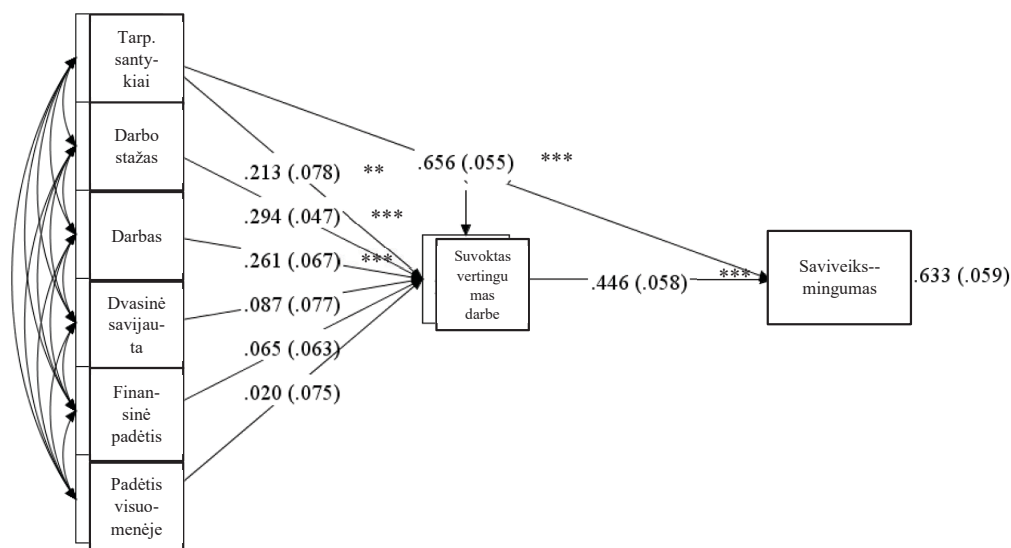 Tarp.
santy-
kiai
Darbo
stažas
Darbas
Dvasinė
savijau-
ta
Finan-
sinė
padėtis
Padėtis
visuo-
menėje
.213 (.078) **
.294 (.047) ***
.261 (.067) ***
.087 (.077)
.065 (.063)
.020 (.075)
.656 (.055) ***
Suvoktas
vertingu
mas
darbe
.446 (.058) ***
Saviveiks--
mingumas
.633 (.059)